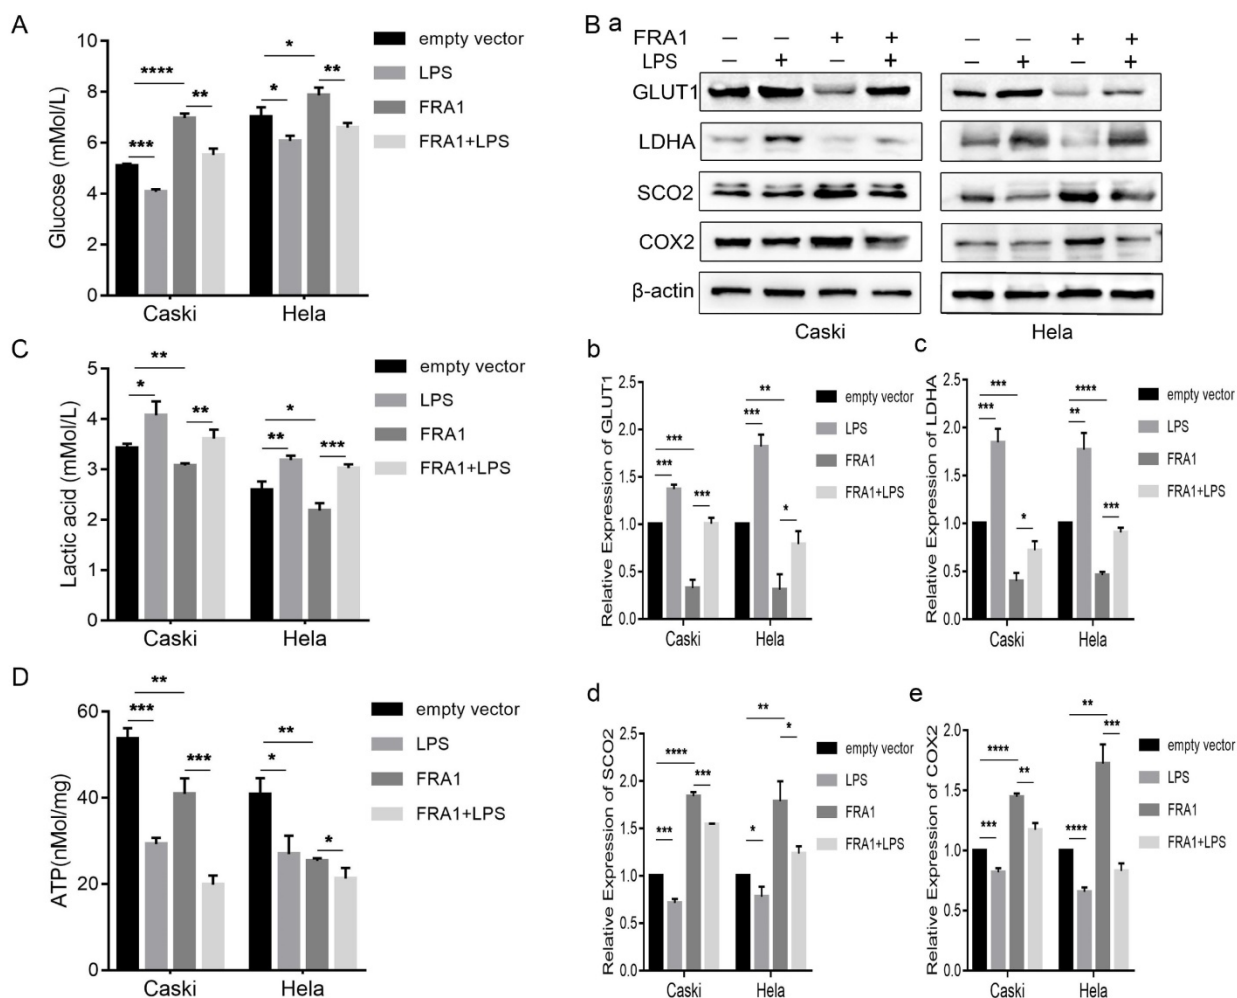 A
Glucose (mMol/L)
10
8
6
4
2
0
****
***
**
*
*
**
Caski
Hela
empty vector
LPS
FRA1
FRA1+LPS
B a
FRA1 – – + + – – + +
LPS – + – + – + – +
GLUT1
LDHA
SCO2
COX2
β-actin
Caski
Hela
C
Lactic acid (mMol/L)
5
4
3
2
1
0
**
*
**
*
**
***
Caski
Hela
empty vector
LPS
FRA1
FRA1+LPS
b
Relative Expression of GLUT1
2.5
2.0
1.5
1.0
0.5
0.0
***
***
***
**
***
*
Caski
Hela
empty vector
LPS
FRA1
FRA1+LPS
c
Relative Expression of LDHA
2.5
2.0
1.5
1.0
0.5
0.0
***
***
*
****
**
***
Caski
Hela
empty vector
LPS
FRA1
FRA1+LPS
D
ATP(nMol/mg)
60
40
20
0
**
***
***
**
*
*
Caski
Hela
empty vector
LPS
FRA1
FRA1+LPS
d
Relative Expression of SCO2
2.5
2.0
1.5
1.0
0.5
0.0
****
***
***
**
*
*
Caski
Hela
empty vector
LPS
FRA1
FRA1+LPS
e
Relative Expression of COX2
2.0
1.5
1.0
0.5
0.0
****
***
**
**
***
****
Caski
Hela
empty vector
LPS
FRA1
FRA1+LPS